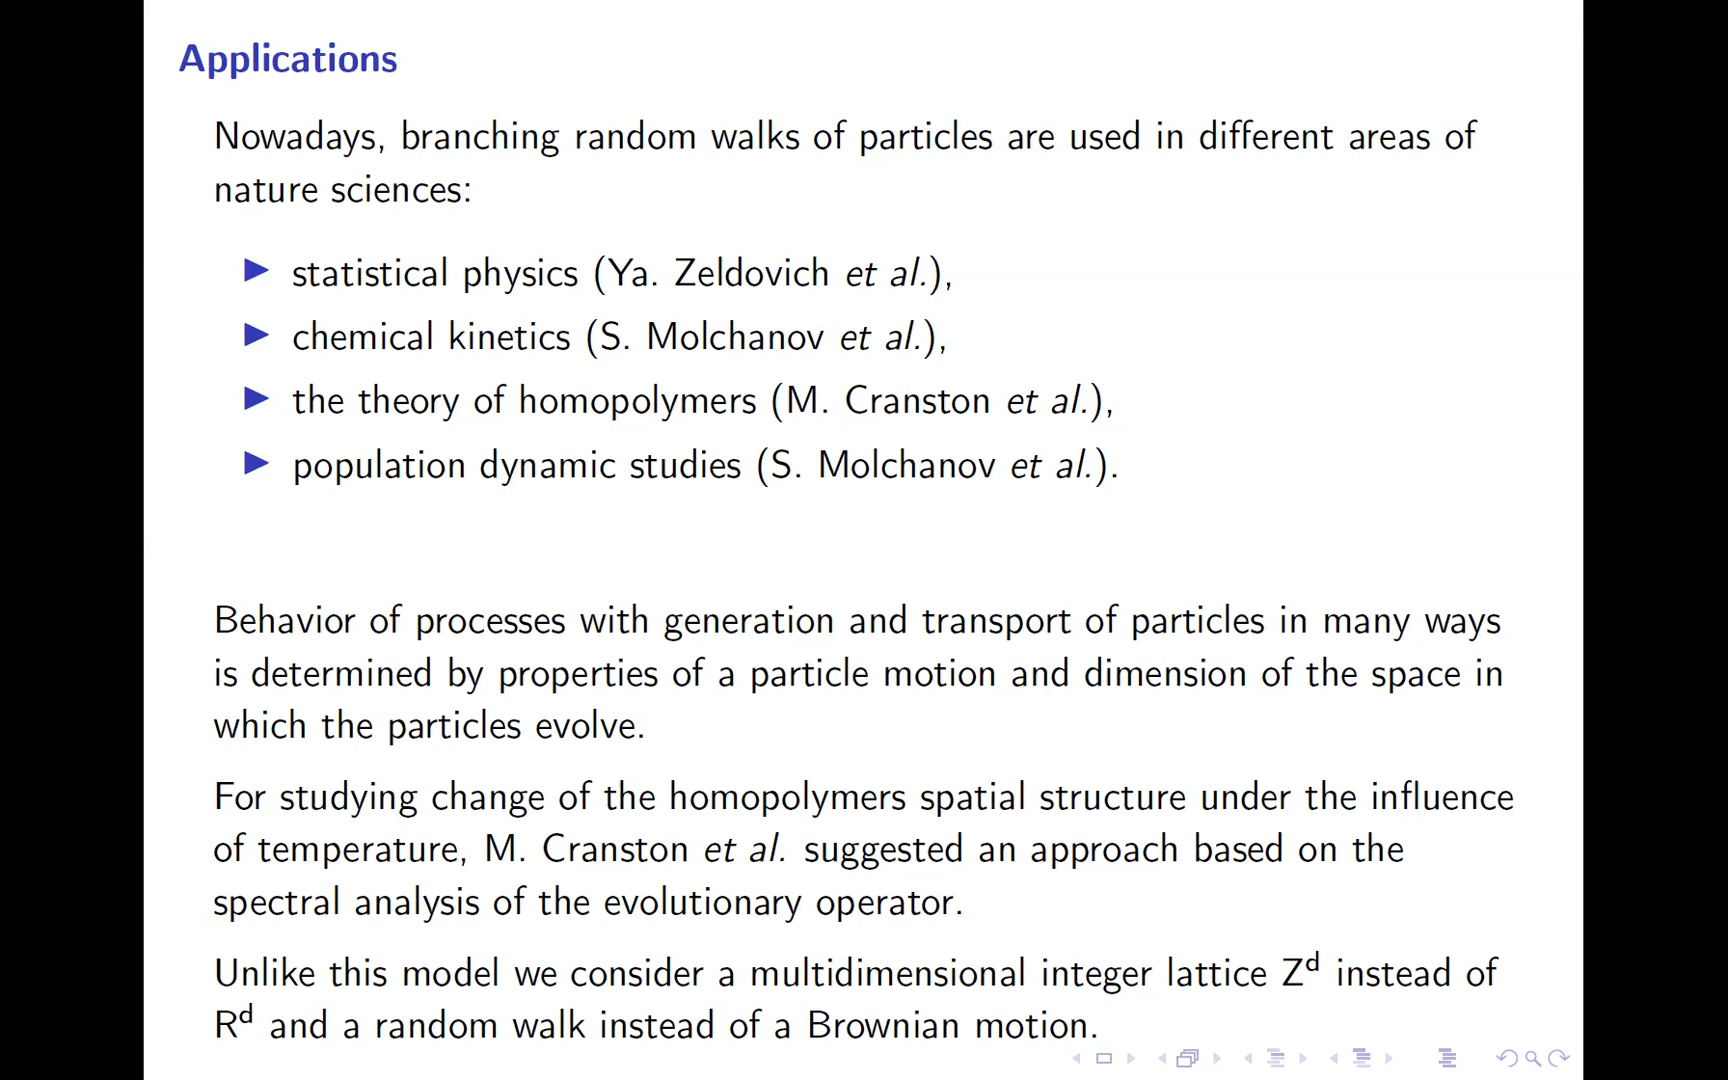 Applications
Nowadays, branching random walks of particles are used in different areas of
nature sciences:
▶ statistical physics (Ya. Zeldovich et al.),
▶ chemical kinetics (S. Molchanov et al.),
▶ the theory of homopolymers (M. Cranston et al.),
▶ population dynamic studies (S. Molchanov et al.).
Behavior of processes with generation and transport of particles in many ways
is determined by properties of a particle motion and dimension of the space in
which the particles evolve.
For studying change of the homopolymers spatial structure under the influence
of temperature, M. Cranston et al. suggested an approach based on the
spectral analysis of the evolutionary operator.
Unlike this model we consider a multidimensional integer lattice Zᵈ instead of
Rᵈ and a random walk instead of a Brownian motion.